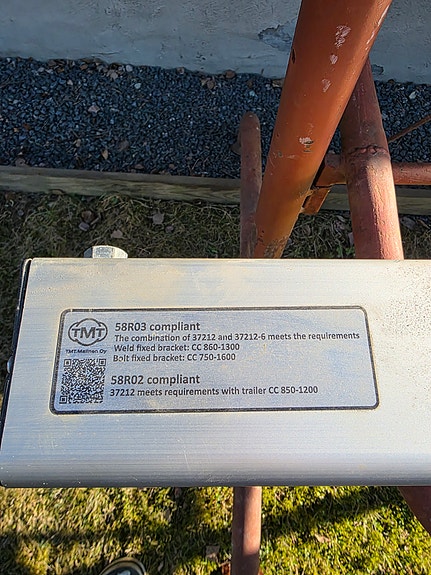 TMT
TMT.Malinen Oy
58R03 compliant
The combination of 37212 and 37212-6 meets the requirements
Weld fixed bracket: CC 860-1300
Bolt fixed bracket: CC 750-1600
58R02 compliant
37212 meets requirements with trailer CC 850-1200